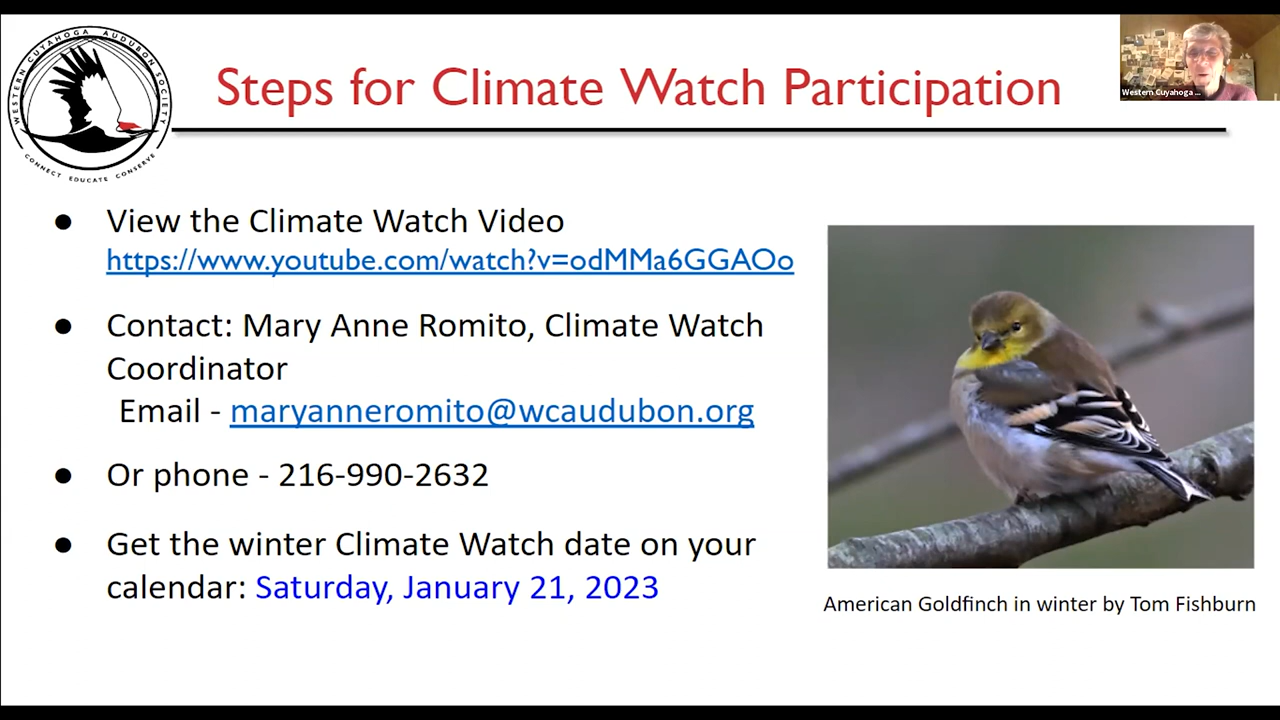 WESTERN CUYAHOGA AUDUBON SOCIETY
CONNECT EDUCATE CONSERVE
Steps for Climate Watch Participation
Western Cuyahoga ...
● View the Climate Watch Video
https://www.youtube.com/watch?v=odMMa6GGAOo
● Contact: Mary Anne Romito, Climate Watch
Coordinator
Email - maryanneromito@wcaudubon.org
● Or phone - 216-990-2632
● Get the winter Climate Watch date on your
calendar: Saturday, January 21, 2023
American Goldfinch in winter by Tom Fishburn